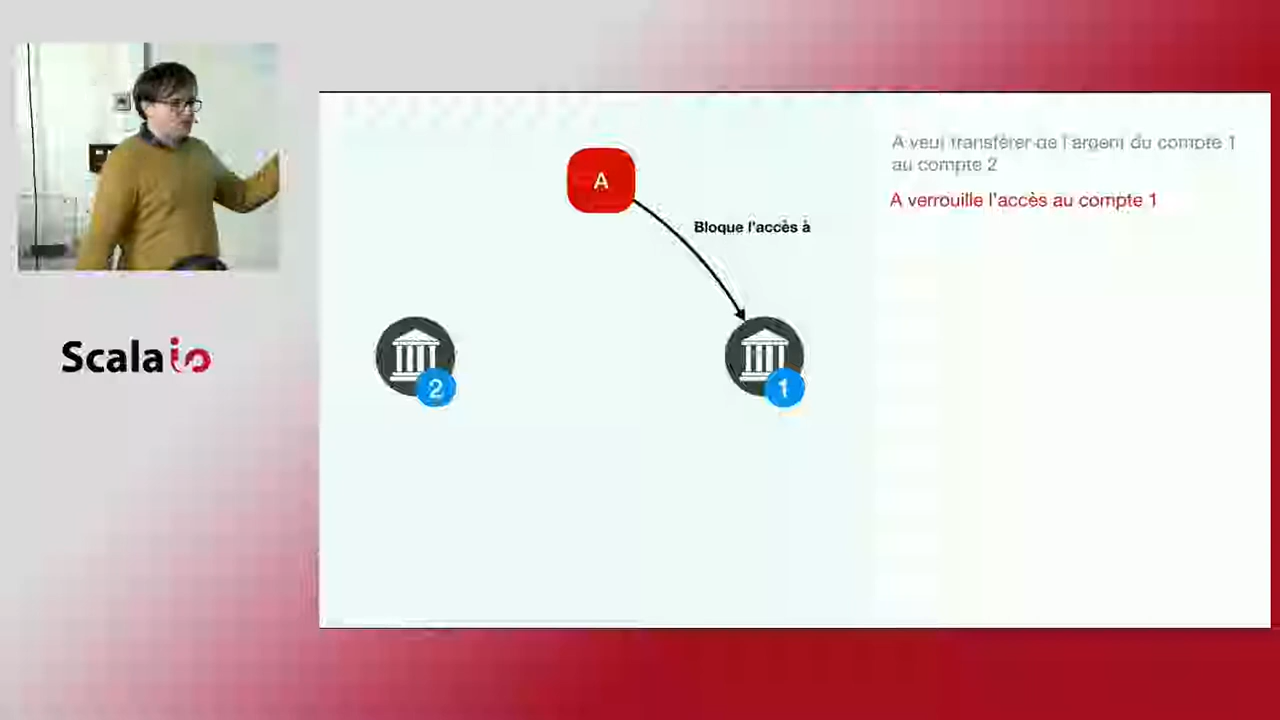 A veut transférer de l'argent du compte 1
au compte 2
A verrouille l'accès au compte 1
A
Bloque l'accès à
2
1
Scala io